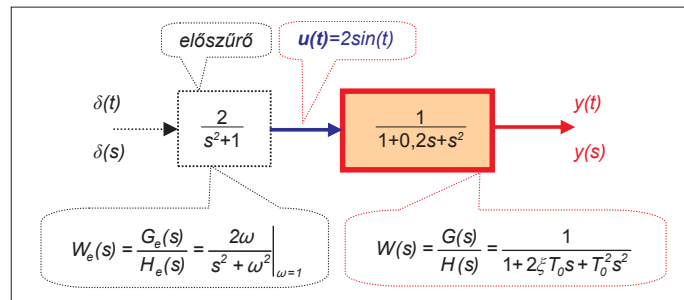 előszűrő
u(t)=2sin(t)
δ(t)
δ(s)
2/(s²+1)
1/(1+0,2s+s²)
y(t)
y(s)
Wₑ(s) = Gₑ(s)/Hₑ(s) = 2ω/(s² + ω²)|ω=1
W(s) = G(s)/H(s) = 1/(1+2ξT₀s+T₀²s²)